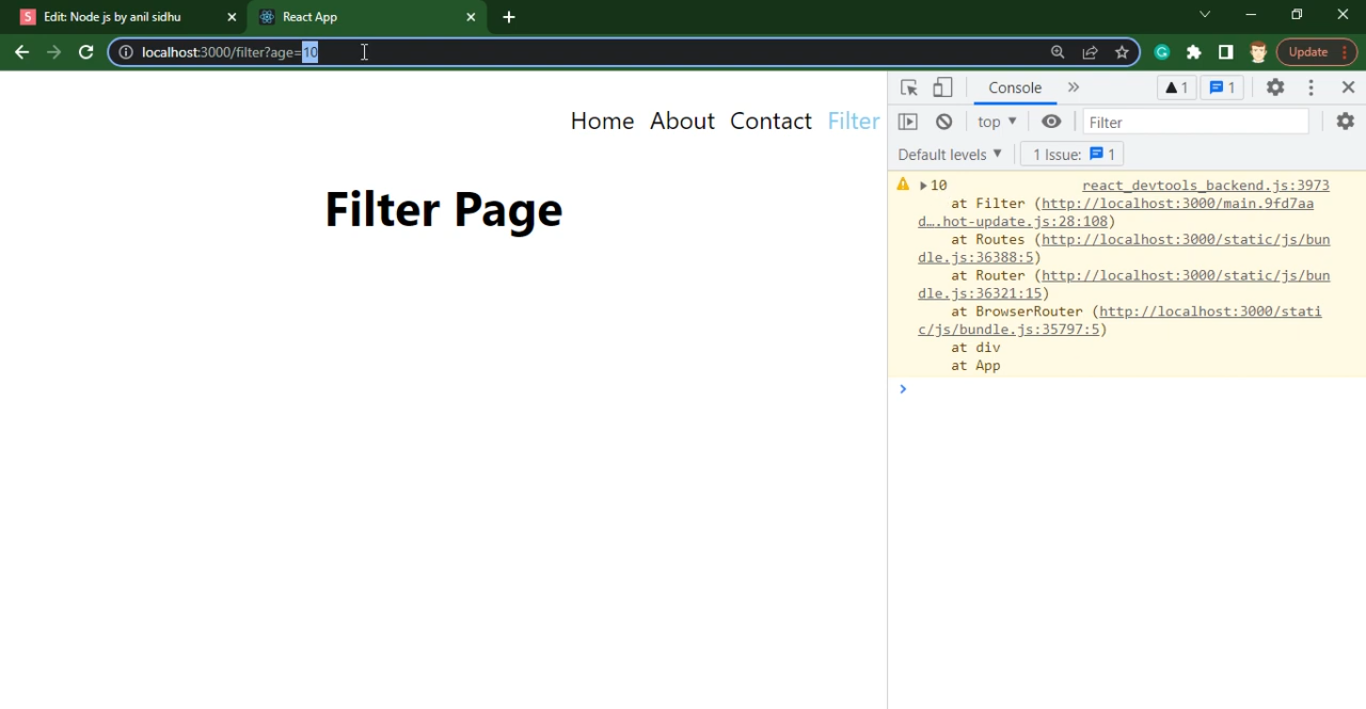 Edit: Node js by anil sidhu
React App
localhost:3000/filter?age=10
Update
Home About Contact Filter
Filter Page
Console
1
1
top
Filter
Default levels
1 Issue: 1
10 react_devtools_backend.js:3973
at Filter (http://localhost:3000/main.9fd7aa
d….hot-update.js:28:108)
at Routes (http://localhost:3000/static/js/bun
dle.js:36388:5)
at Router (http://localhost:3000/static/js/bun
dle.js:36321:15)
at BrowserRouter (http://localhost:3000/stati
c/js/bundle.js:35797:5)
at div
at App